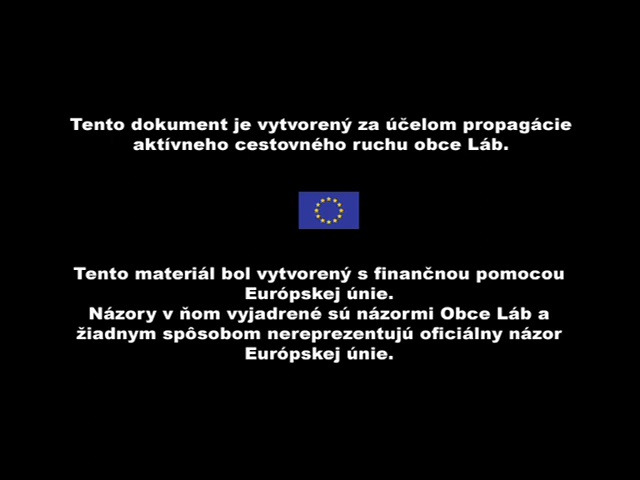 Tento dokument je vytvorený za účelom propagácie
aktívneho cestovného ruchu obce Láb.
Tento materiál bol vytvorený s finančnou pomocou
Európskej únie.
Názory v ňom vyjadrené sú názormi Obce Láb a
žiadnym spôsobom nereprezentujú oficiálny názor
Európskej únie.